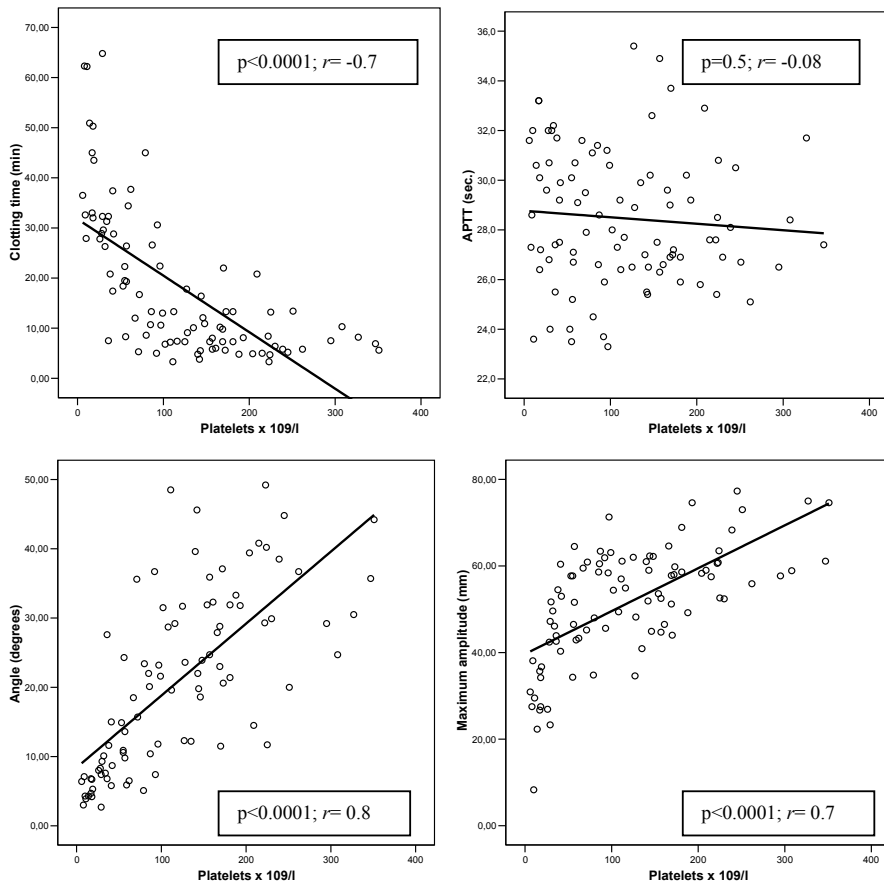 p<0.0001; r= -0.7
Clotting time (min)
70,00
60,00
50,00
40,00
30,00
20,00
10,00
0,00
0 100 200 300 400
Platelets x 109/l
p=0.5; r= -0.08
APTT (sec.)
36,0
34,0
32,0
30,0
28,0
26,0
24,0
22,0
0 100 200 300 400
Platelets x 109/l
Angle (degrees)
50,00
40,00
30,00
20,00
10,00
0,00
p<0.0001; r= 0.8
0 100 200 300 400
Platelets x 109/l
Maximum amplitude (mm)
80,00
60,00
40,00
20,00
0,00
p<0.0001; r= 0.7
0 100 200 300 400
Platelets x 109/l